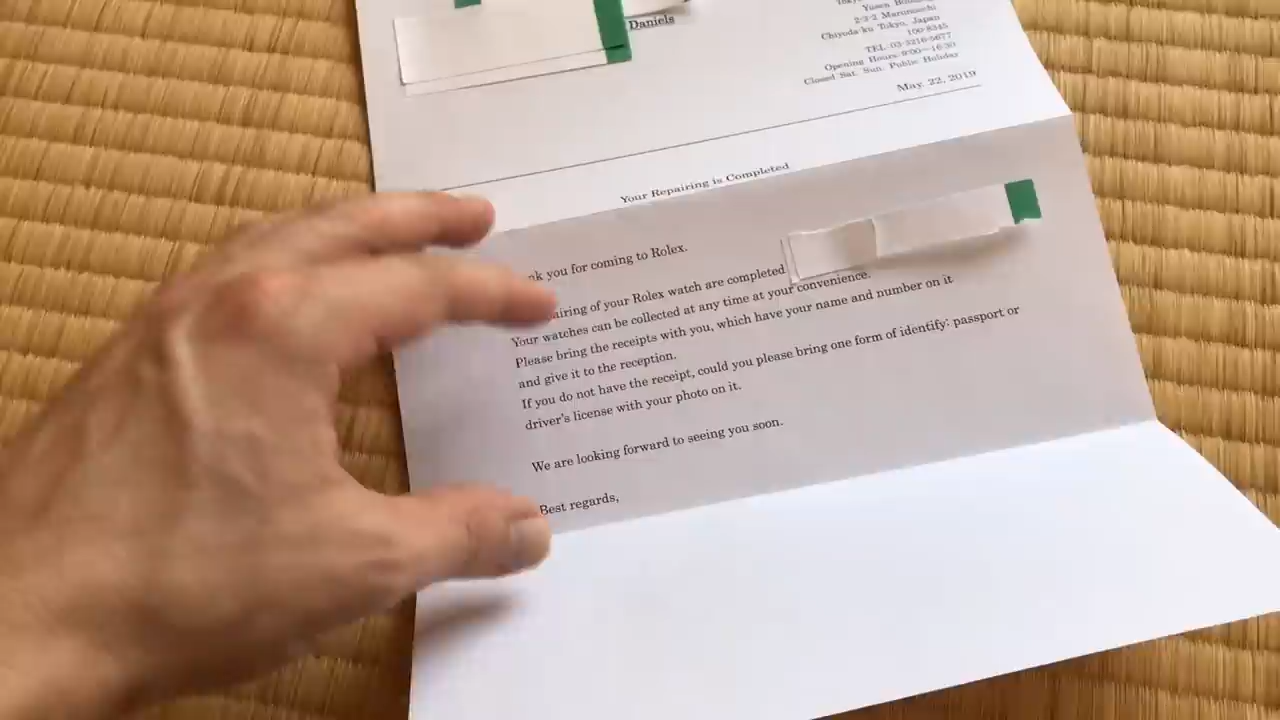 Daniels
2-3-2 Marunouchi
Chiyoda-ku Tokyo, Japan
100-8345
TEL: 03-3216-5677
Opening Hours 9:00—16:30
Closed Sat. Sun. Public Holiday
May. 22, 2019
Your Repairing is Completed
you for coming to Rolex.
of your Rolex watch are completed
Your watches can be collected at any time at your convenience.
Please bring the receipts with you, which have your name and number on it
and give it to the reception.
If you do not have the receipt, could you please bring one form of identify: passport or
driver's license with your photo on it.
We are looking forward to seeing you soon.
Best regards,